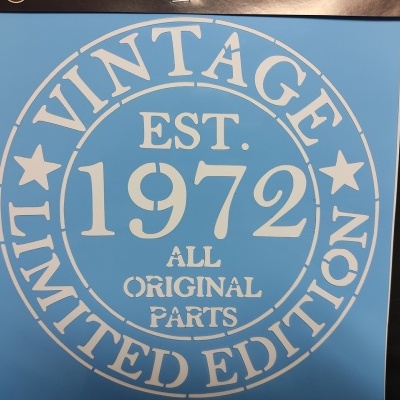 VINTAGE
EST.
1972
ALL
ORIGINAL
PARTS
LIMITED EDITION